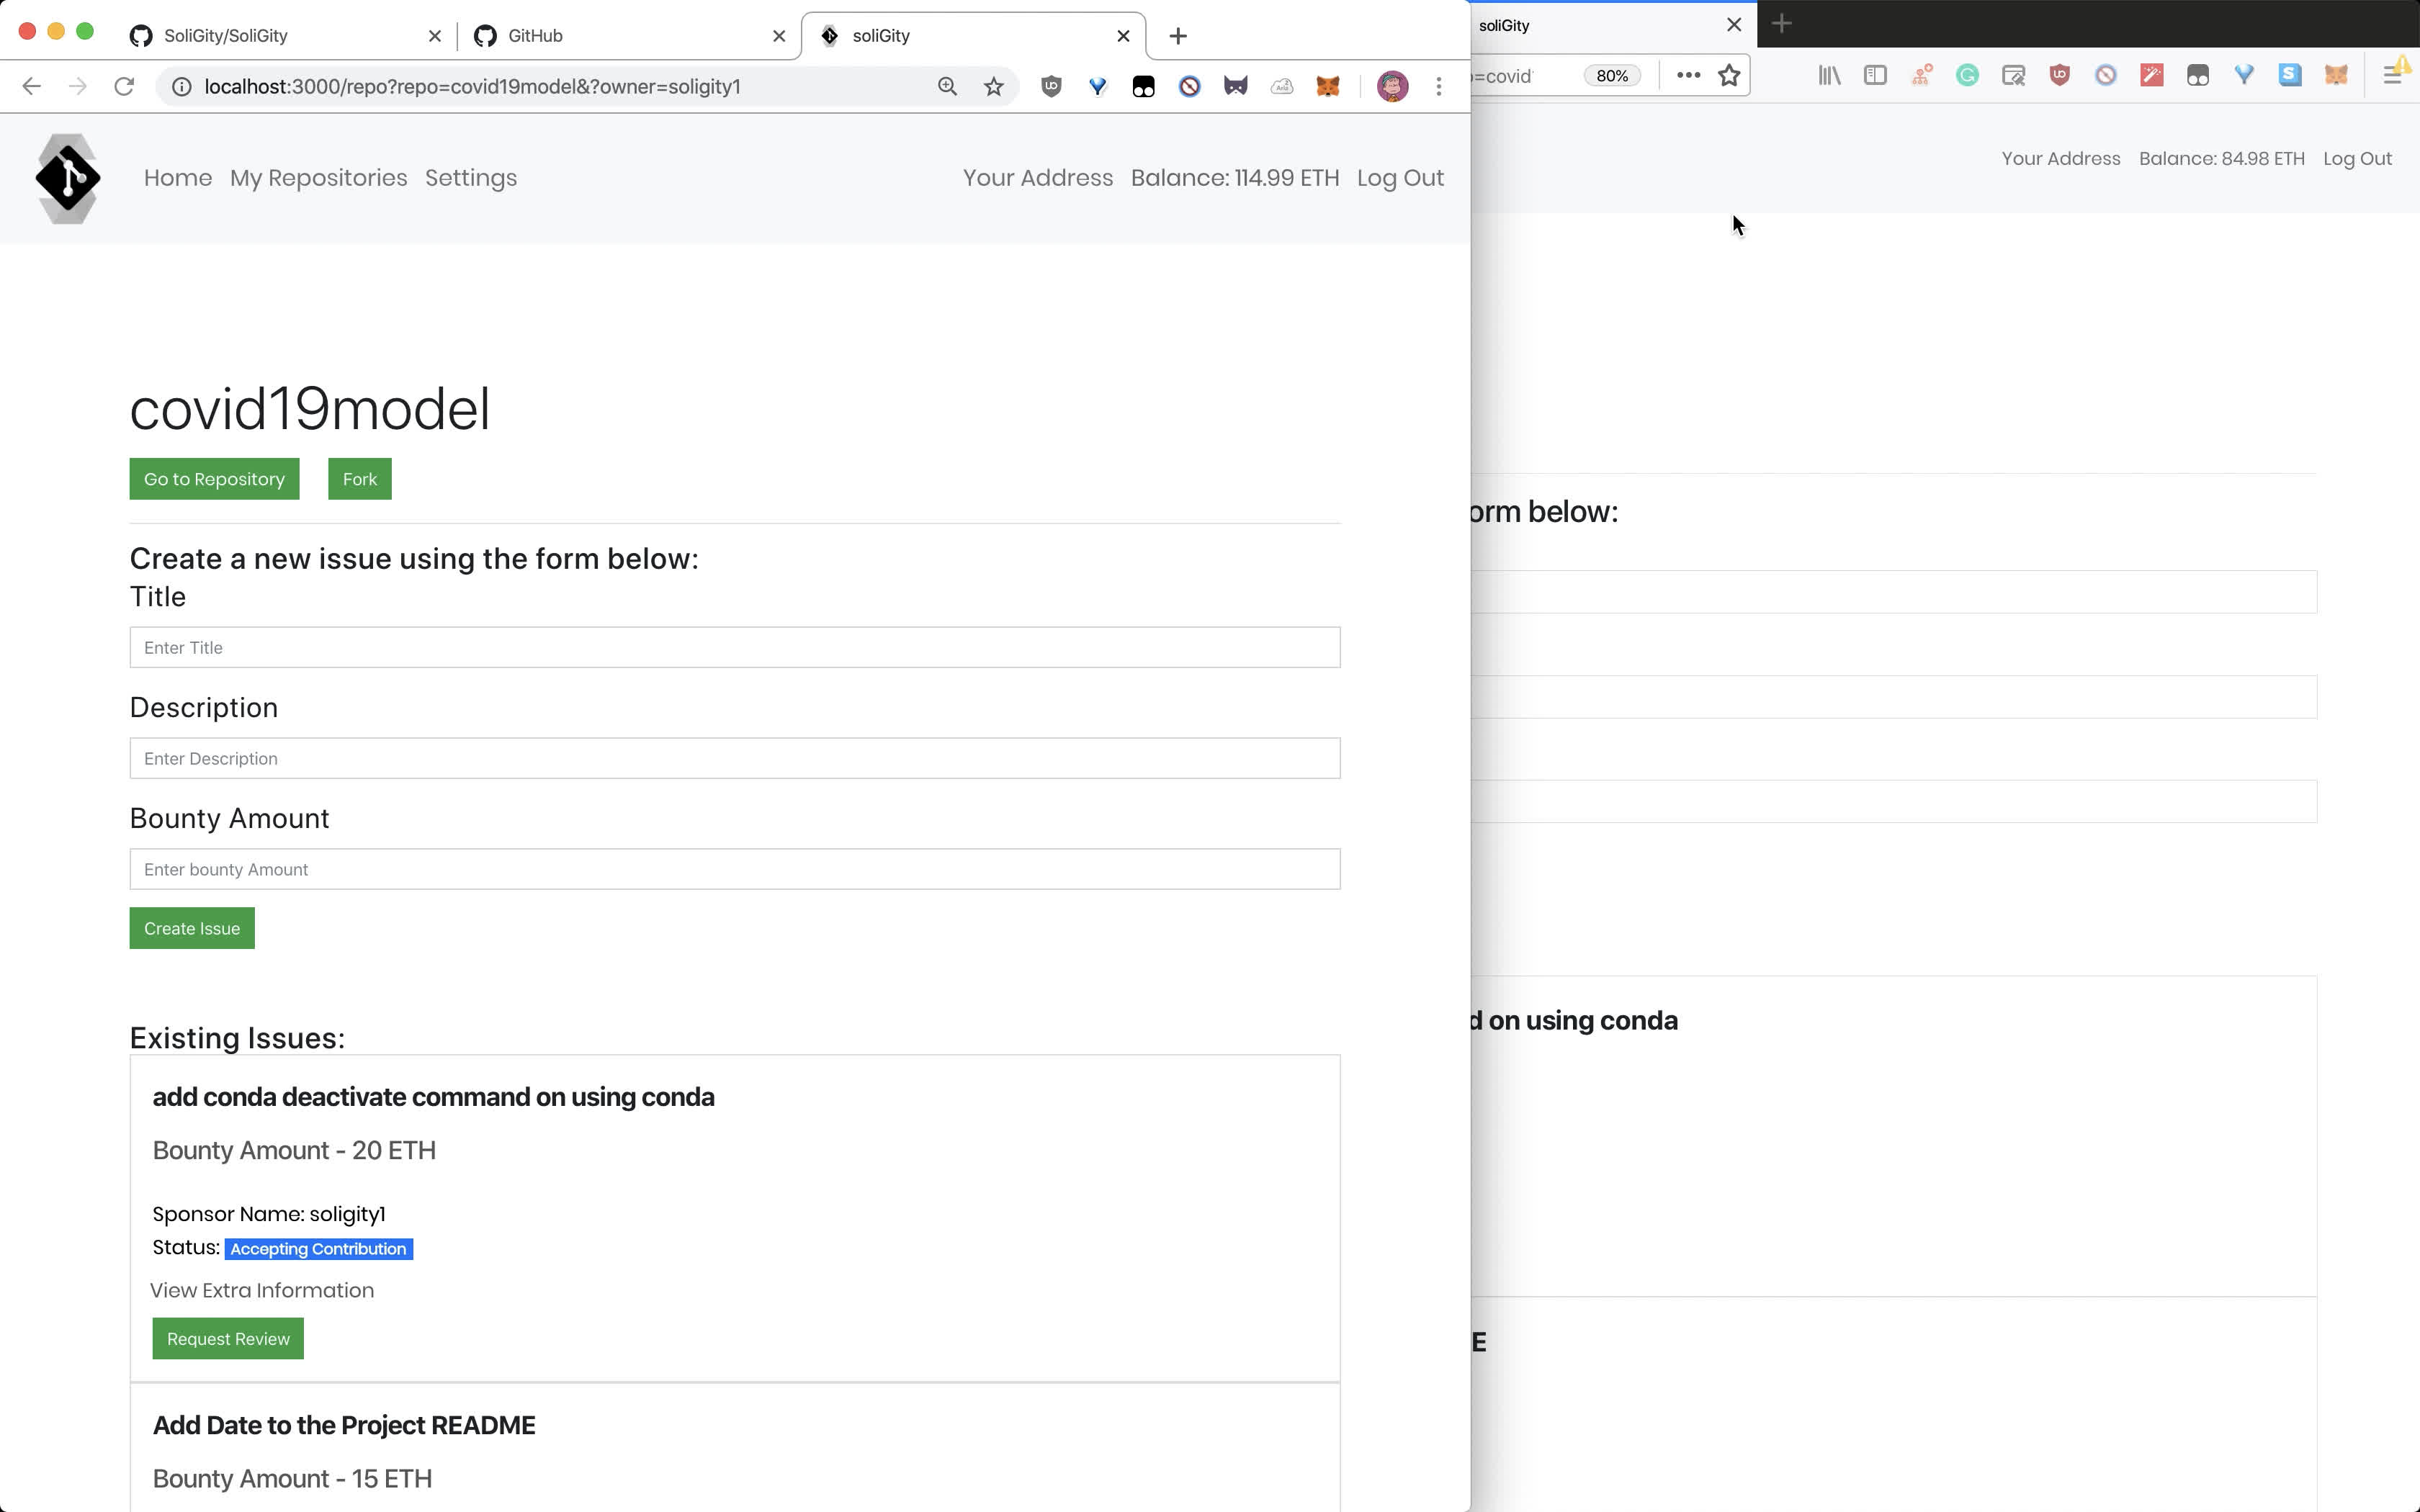 SoliGity/SoliGity
GitHub
soliGity
soliGity
localhost:3000/repo?repo=covid19model&?owner=soligity1
=covid
80%
Home My Repositories Settings
Your Address Balance: 114.99 ETH Log Out
Your Address Balance: 84.98 ETH Log Out
covid19model
Go to Repository
Fork
Create a new issue using the form below:
orm below:
Title
Enter Title
Description
Enter Description
Bounty Amount
Enter bounty Amount
Create Issue
Existing Issues:
add conda deactivate command on using conda
d on using conda
Bounty Amount - 20 ETH
Sponsor Name: soligity1
Status: Accepting Contribution
View Extra Information
Request Review
E
Add Date to the Project README
Bounty Amount - 15 ETH